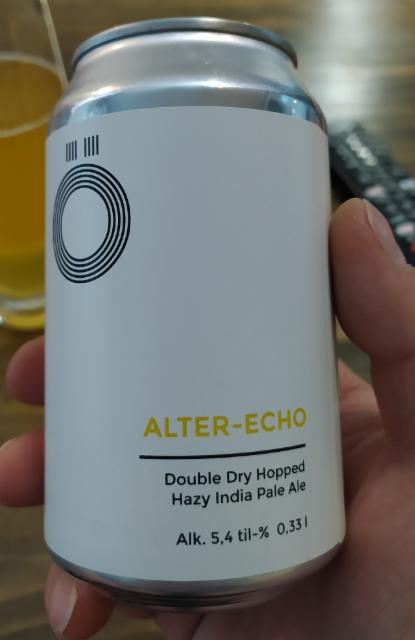 Ö
ALTER-ECHO
Double Dry Hopped
Hazy India Pale Ale
Alk. 5,4 til-% 0,33 l